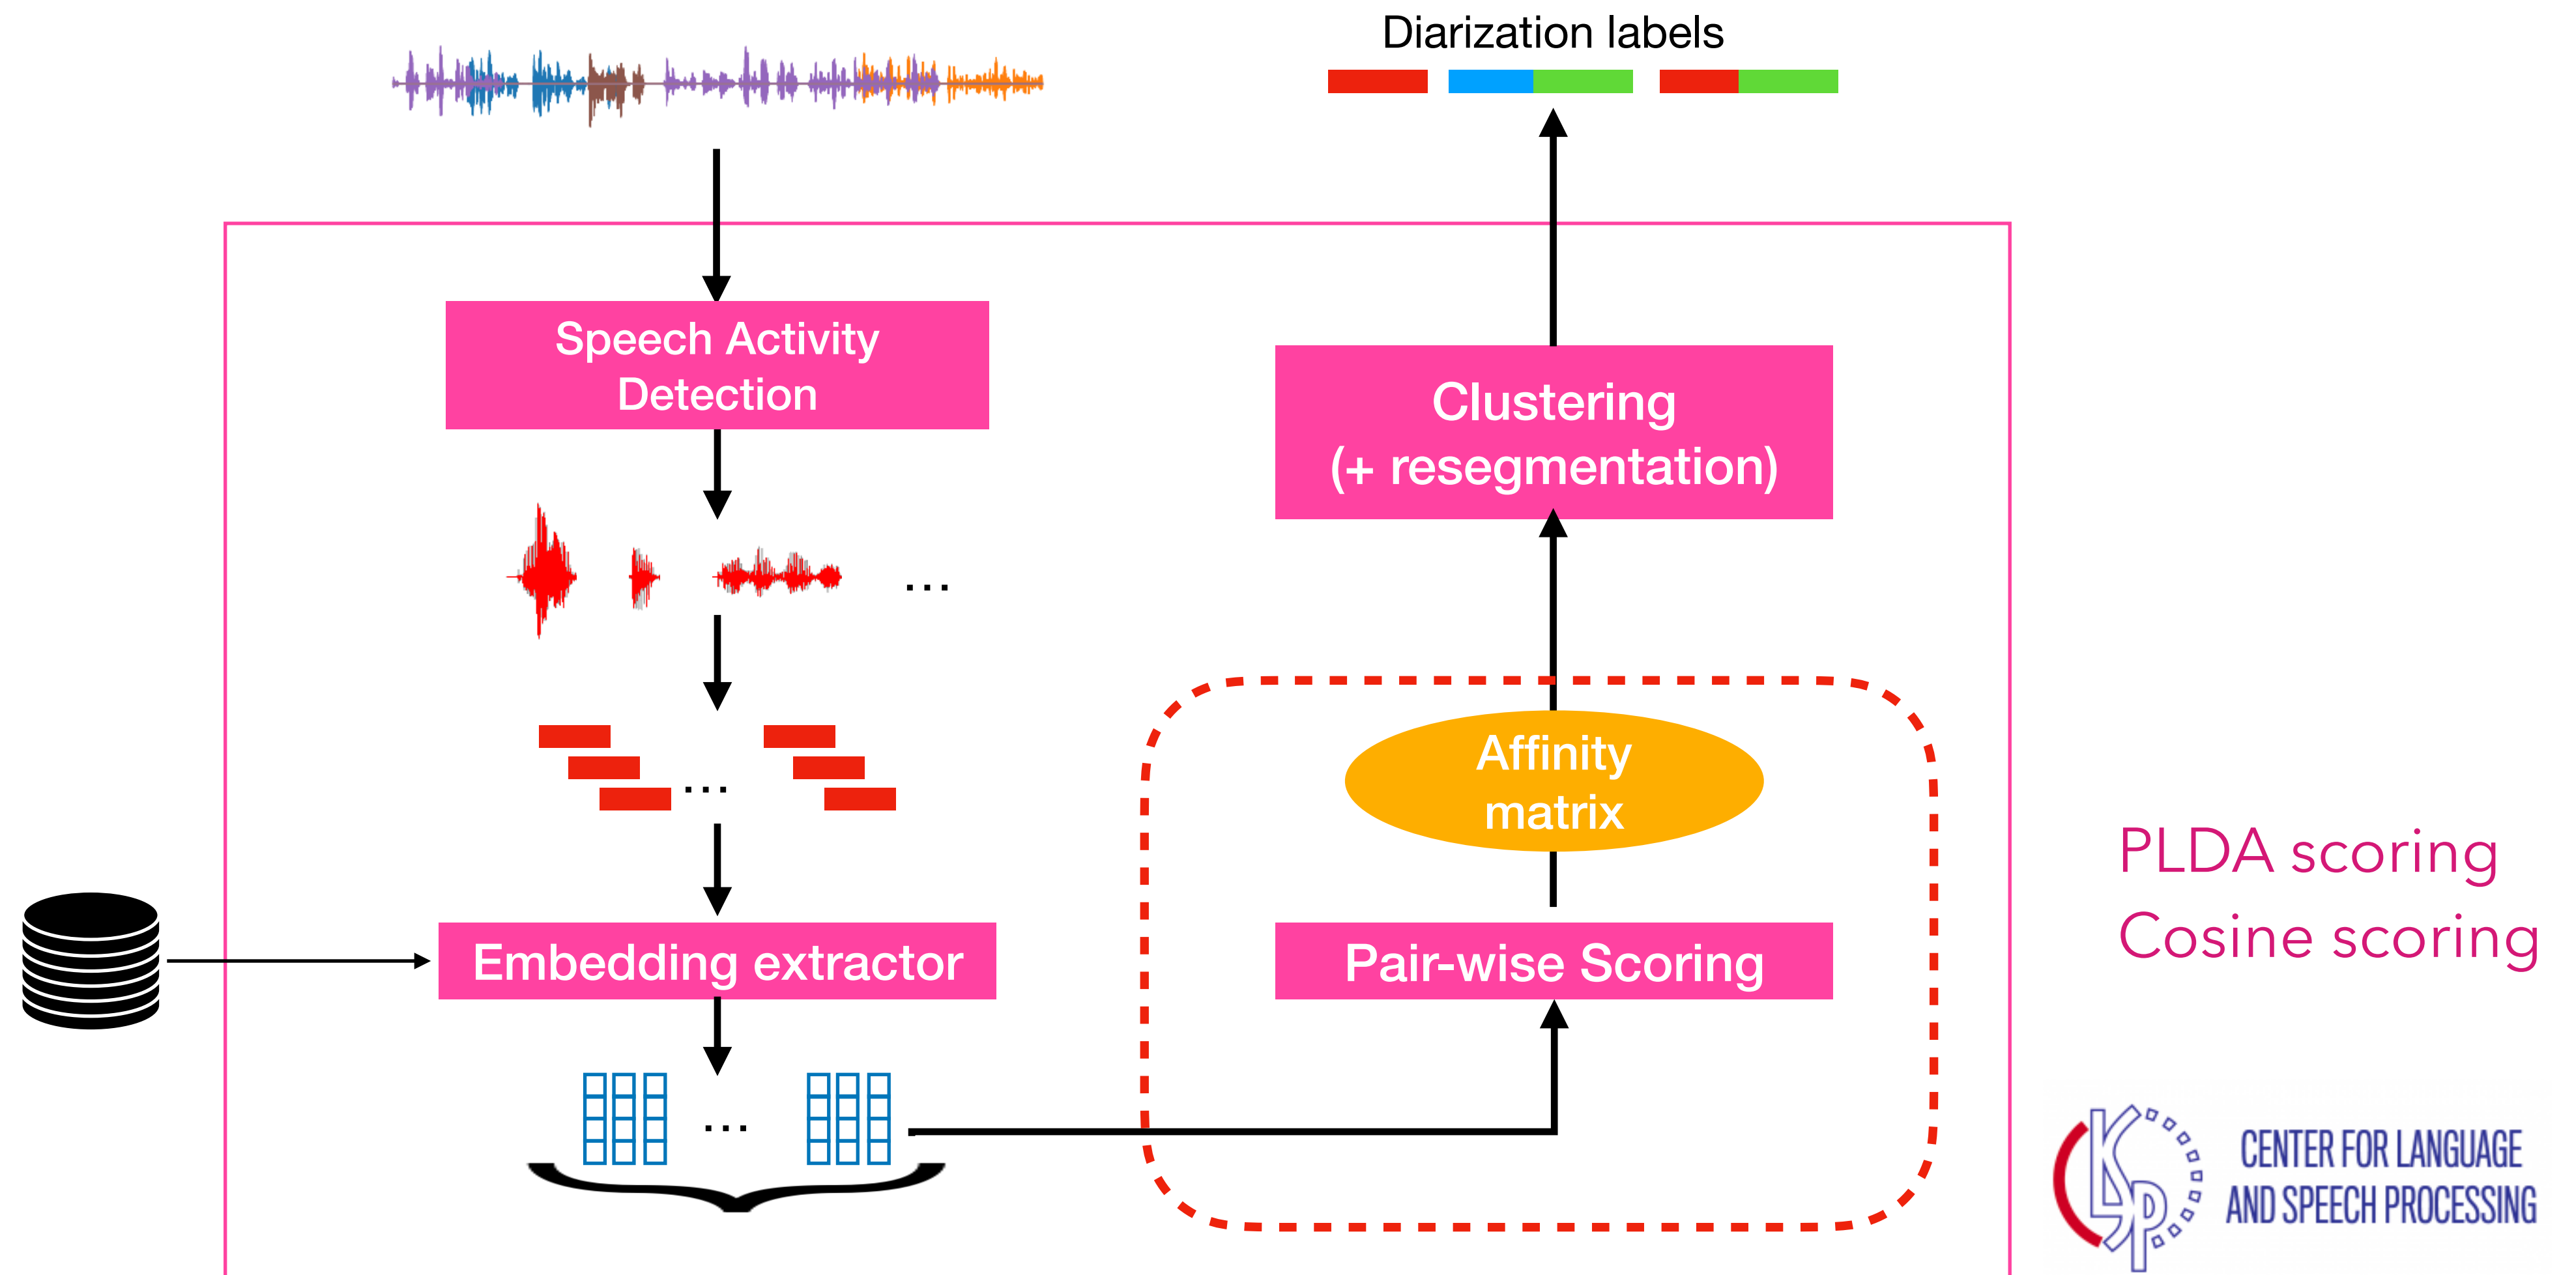 Diarization labels
Speech Activity
Detection
Clustering
(+ resegmentation)
...
Affinity
matrix
...
PLDA scoring
Cosine scoring
Embedding extractor
Pair-wise Scoring
...
CLSP
CENTER FOR LANGUAGE
AND SPEECH PROCESSING